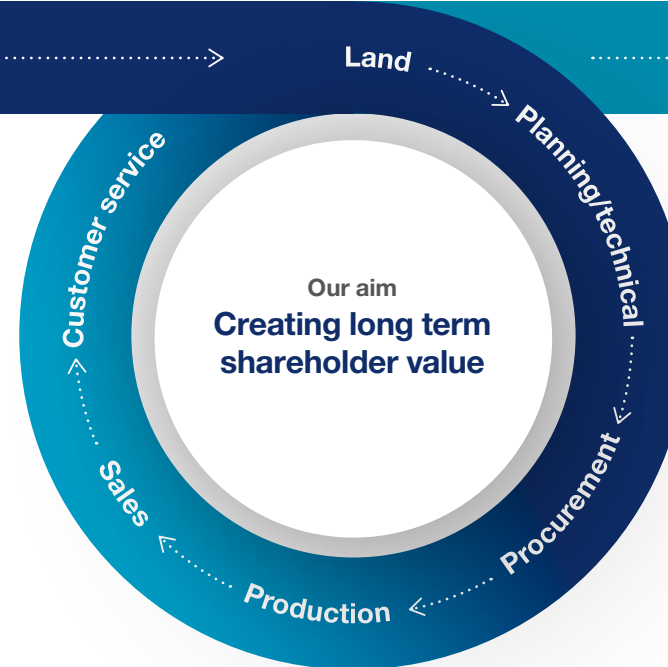 Land
Planning/technical
Procurement
Production
Sales
Customer service
Our aim
Creating long term
shareholder value